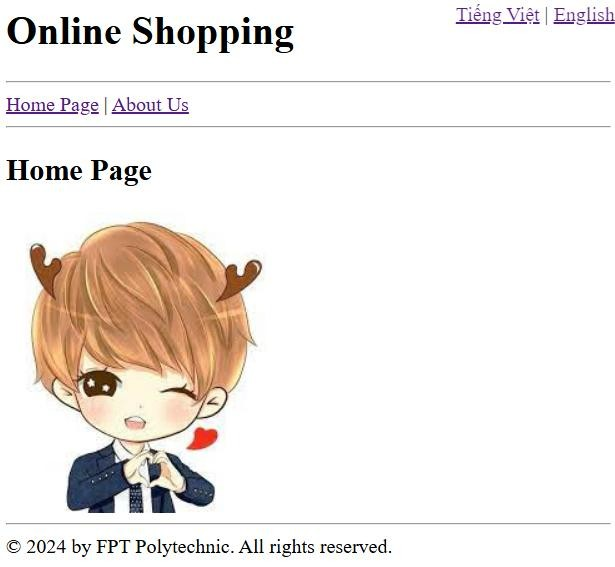 Tiếng Việt | English
Online Shopping
Home Page | About Us
Home Page
© 2024 by FPT Polytechnic. All rights reserved.